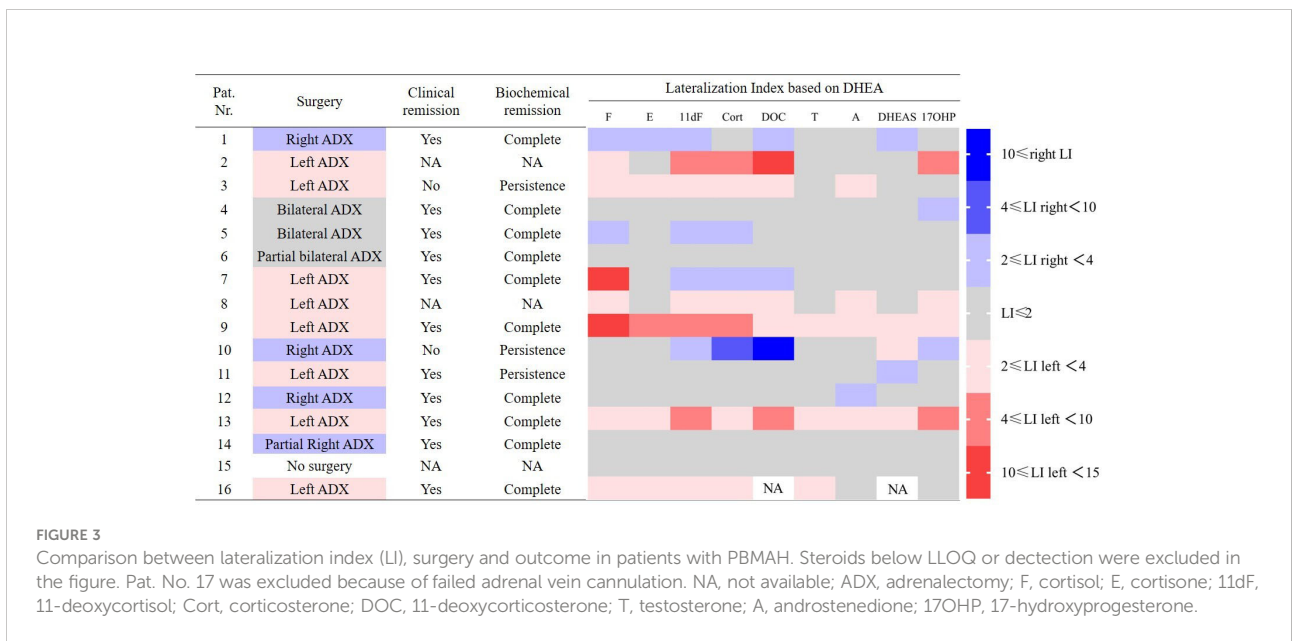 Pat. Nr. Surgery Clinical remission Biochemical remission Lateralization Index based on DHEA
F E 11dF Cort DOC T A DHEAS 17OHP
1 Right ADX Yes Complete
2 Left ADX NA NA
3 Left ADX No Persistence
4 Bilateral ADX Yes Complete
5 Bilateral ADX Yes Complete
6 Partial bilateral ADX Yes Complete
7 Left ADX Yes Complete
8 Left ADX NA NA
9 Left ADX Yes Complete
10 Right ADX No Persistence
11 Left ADX Yes Persistence
12 Right ADX Yes Complete
13 Left ADX Yes Complete
14 Partial Right ADX Yes Complete
15 No surgery NA NA
16 Left ADX Yes Complete NA NA
10≤right LI
4≤LI right<10
2≤LI right <4
LI≤2
2≤LI left <4
4≤LI left <10
10≤LI left <15
FIGURE 3
Comparison between lateralization index (LI), surgery and outcome in patients with PBMAH. Steroids below LLOQ or dectection were excluded in
the figure. Pat. No. 17 was excluded because of failed adrenal vein cannulation. NA, not available; ADX, adrenalectomy; F, cortisol; E, cortisone; 11dF,
11-deoxycortisol; Cort, corticosterone; DOC, 11-deoxycorticosterone; T, testosterone; A, androstenedione; 17OHP, 17-hydroxyprogesterone.